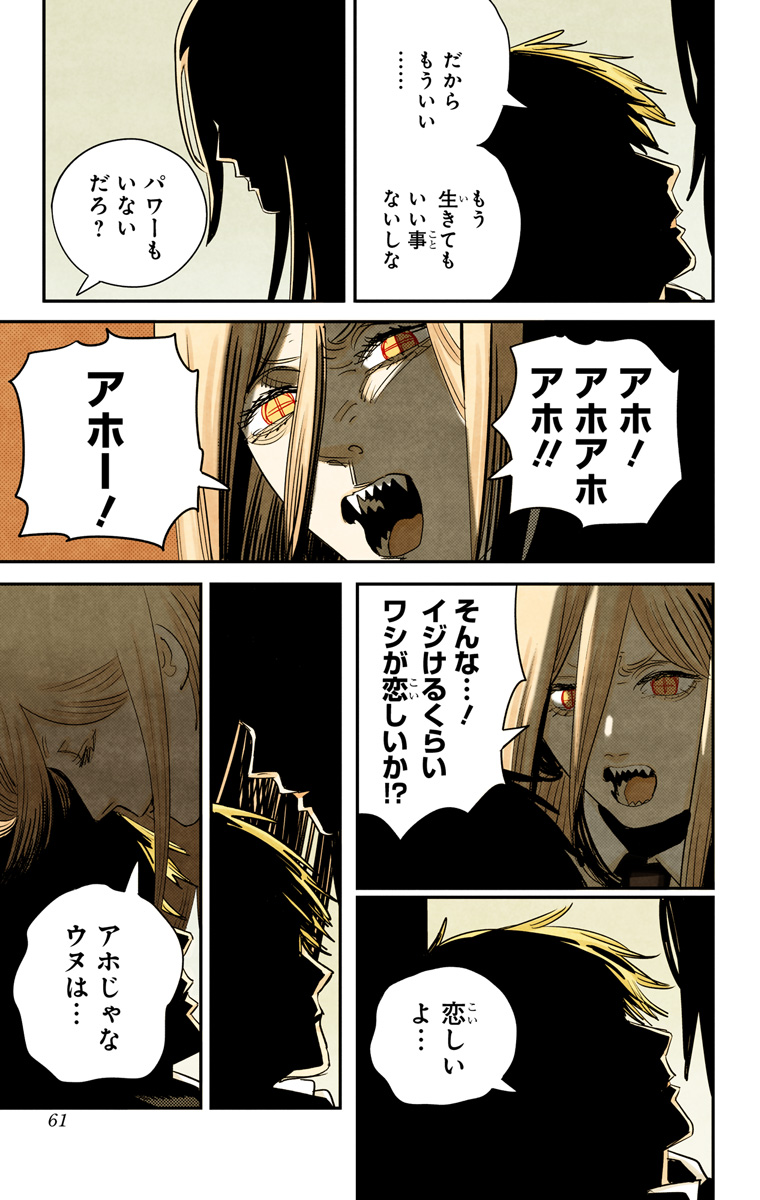 だから
もういい
……
もう
生きても
いい事
ないしな
パワーも
いない
だろ?
アホ!
アホアホ
アホ!!
アホー!
そんな…!
イジけるくらい
ワシが恋しいか!?
恋しい
よ…
アホじゃな
ウヌは…
61